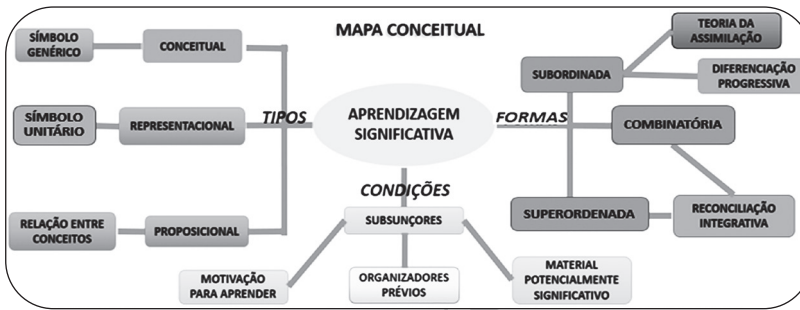 MAPA CONCEITUAL
SÍMBOLO
GENÉRICO
CONCEITUAL
SÍMBOLO
UNITÁRIO
REPRESENTACIONAL
RELAÇÃO ENTRE
CONCEITOS
PROPOSICIONAL
TIPOS
APRENDIZAGEM
SIGNIFICATIVA
FORMAS
SUBORDINADA
TEORIA DA
ASSIMILAÇÃO
DIFERENCIAÇÃO
PROGRESSIVA
COMBINATÓRIA
SUPERORDENADA
RECONCILIAÇÃO
INTEGRATIVA
CONDIÇÕES
SUBSUNÇORES
MOTIVAÇÃO
PARA APRENDER
ORGANIZADORES
PRÉVIOS
MATERIAL
POTENCIALMENTE
SIGNIFICATIVO